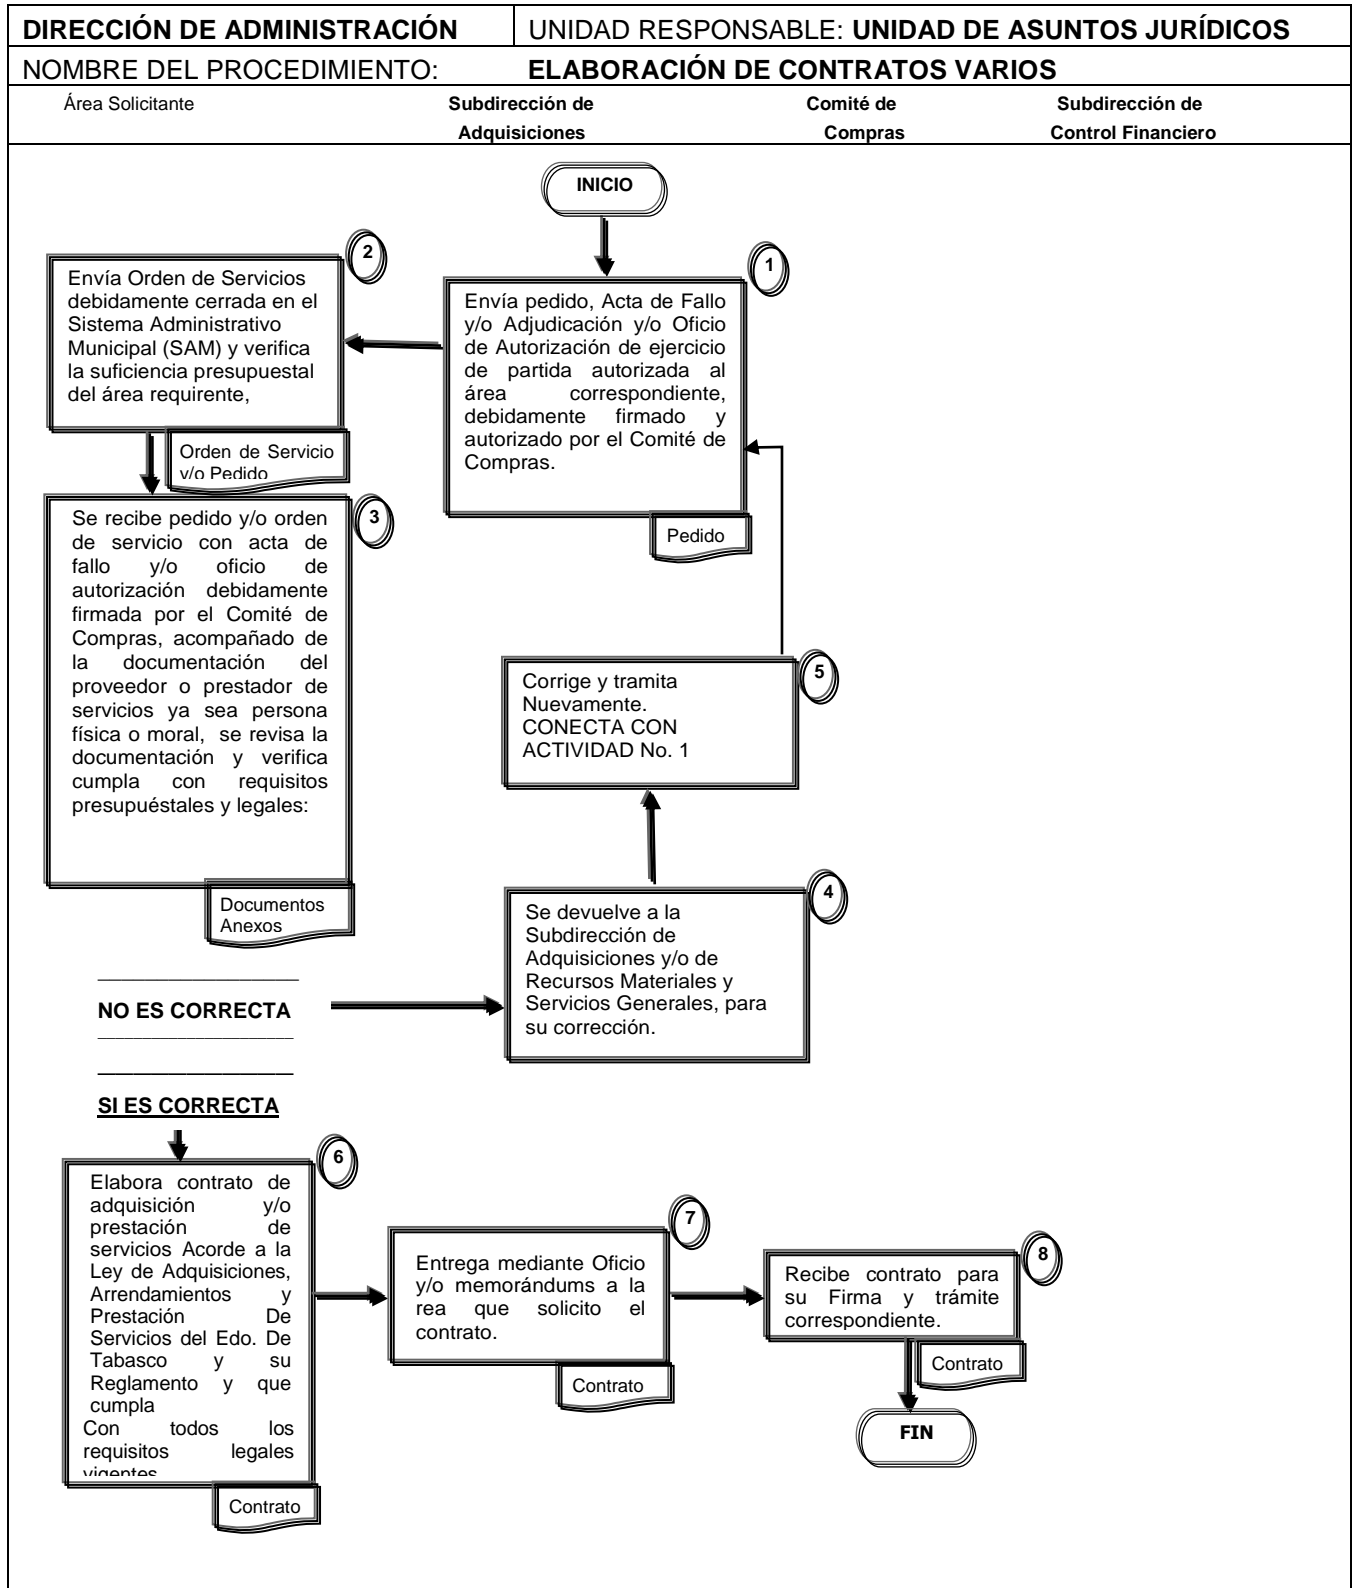 DIRECCIÓN DE ADMINISTRACIÓN
UNIDAD RESPONSABLE: UNIDAD DE ASUNTOS JURÍDICOS
NOMBRE DEL PROCEDIMIENTO: ELABORACIÓN DE CONTRATOS VARIOS
Área Solicitante
Subdirección de
Adquisiciones
Comité de
Compras
Subdirección de
Control Financiero
INICIO
1
Envía pedido, Acta de Fallo
y/o Adjudicación y/o Oficio
de Autorización de ejercicio
de partida autorizada al
área correspondiente,
debidamente firmado y
autorizado por el Comité de
Compras.
Pedido
2
Envía Orden de Servicios
debidamente cerrada en el
Sistema Administrativo
Municipal (SAM) y verifica
la suficiencia presupuestal
del área requirente,
Orden de Servicio
y/o Pedido
3
Se recibe pedido y/o orden
de servicio con acta de
fallo y/o oficio de
autorización debidamente
firmada por el Comité de
Compras, acompañado de
la documentación del
proveedor o prestador de
servicios ya sea persona
física o moral, se revisa la
documentación y verifica
cumpla con requisitos
presupuéstales y legales:
Documentos
Anexos
NO ES CORRECTA
4
Se devuelve a la
Subdirección de
Adquisiciones y/o de
Recursos Materiales y
Servicios Generales, para
su corrección.
5
Corrige y tramita
Nuevamente.
CONECTA CON
ACTIVIDAD No. 1
SI ES CORRECTA
6
Elabora contrato de
adquisición y/o
prestación de
servicios Acorde a la
Ley de Adquisiciones,
Arrendamientos y
Prestación De
Servicios del Edo. De
Tabasco y su
Reglamento y que
cumpla
Con todos los
requisitos legales
vigentes
Contrato
7
Entrega mediante Oficio
y/o memorándums a la
rea que solicito el
contrato.
Contrato
8
Recibe contrato para
su Firma y trámite
correspondiente.
Contrato
FIN